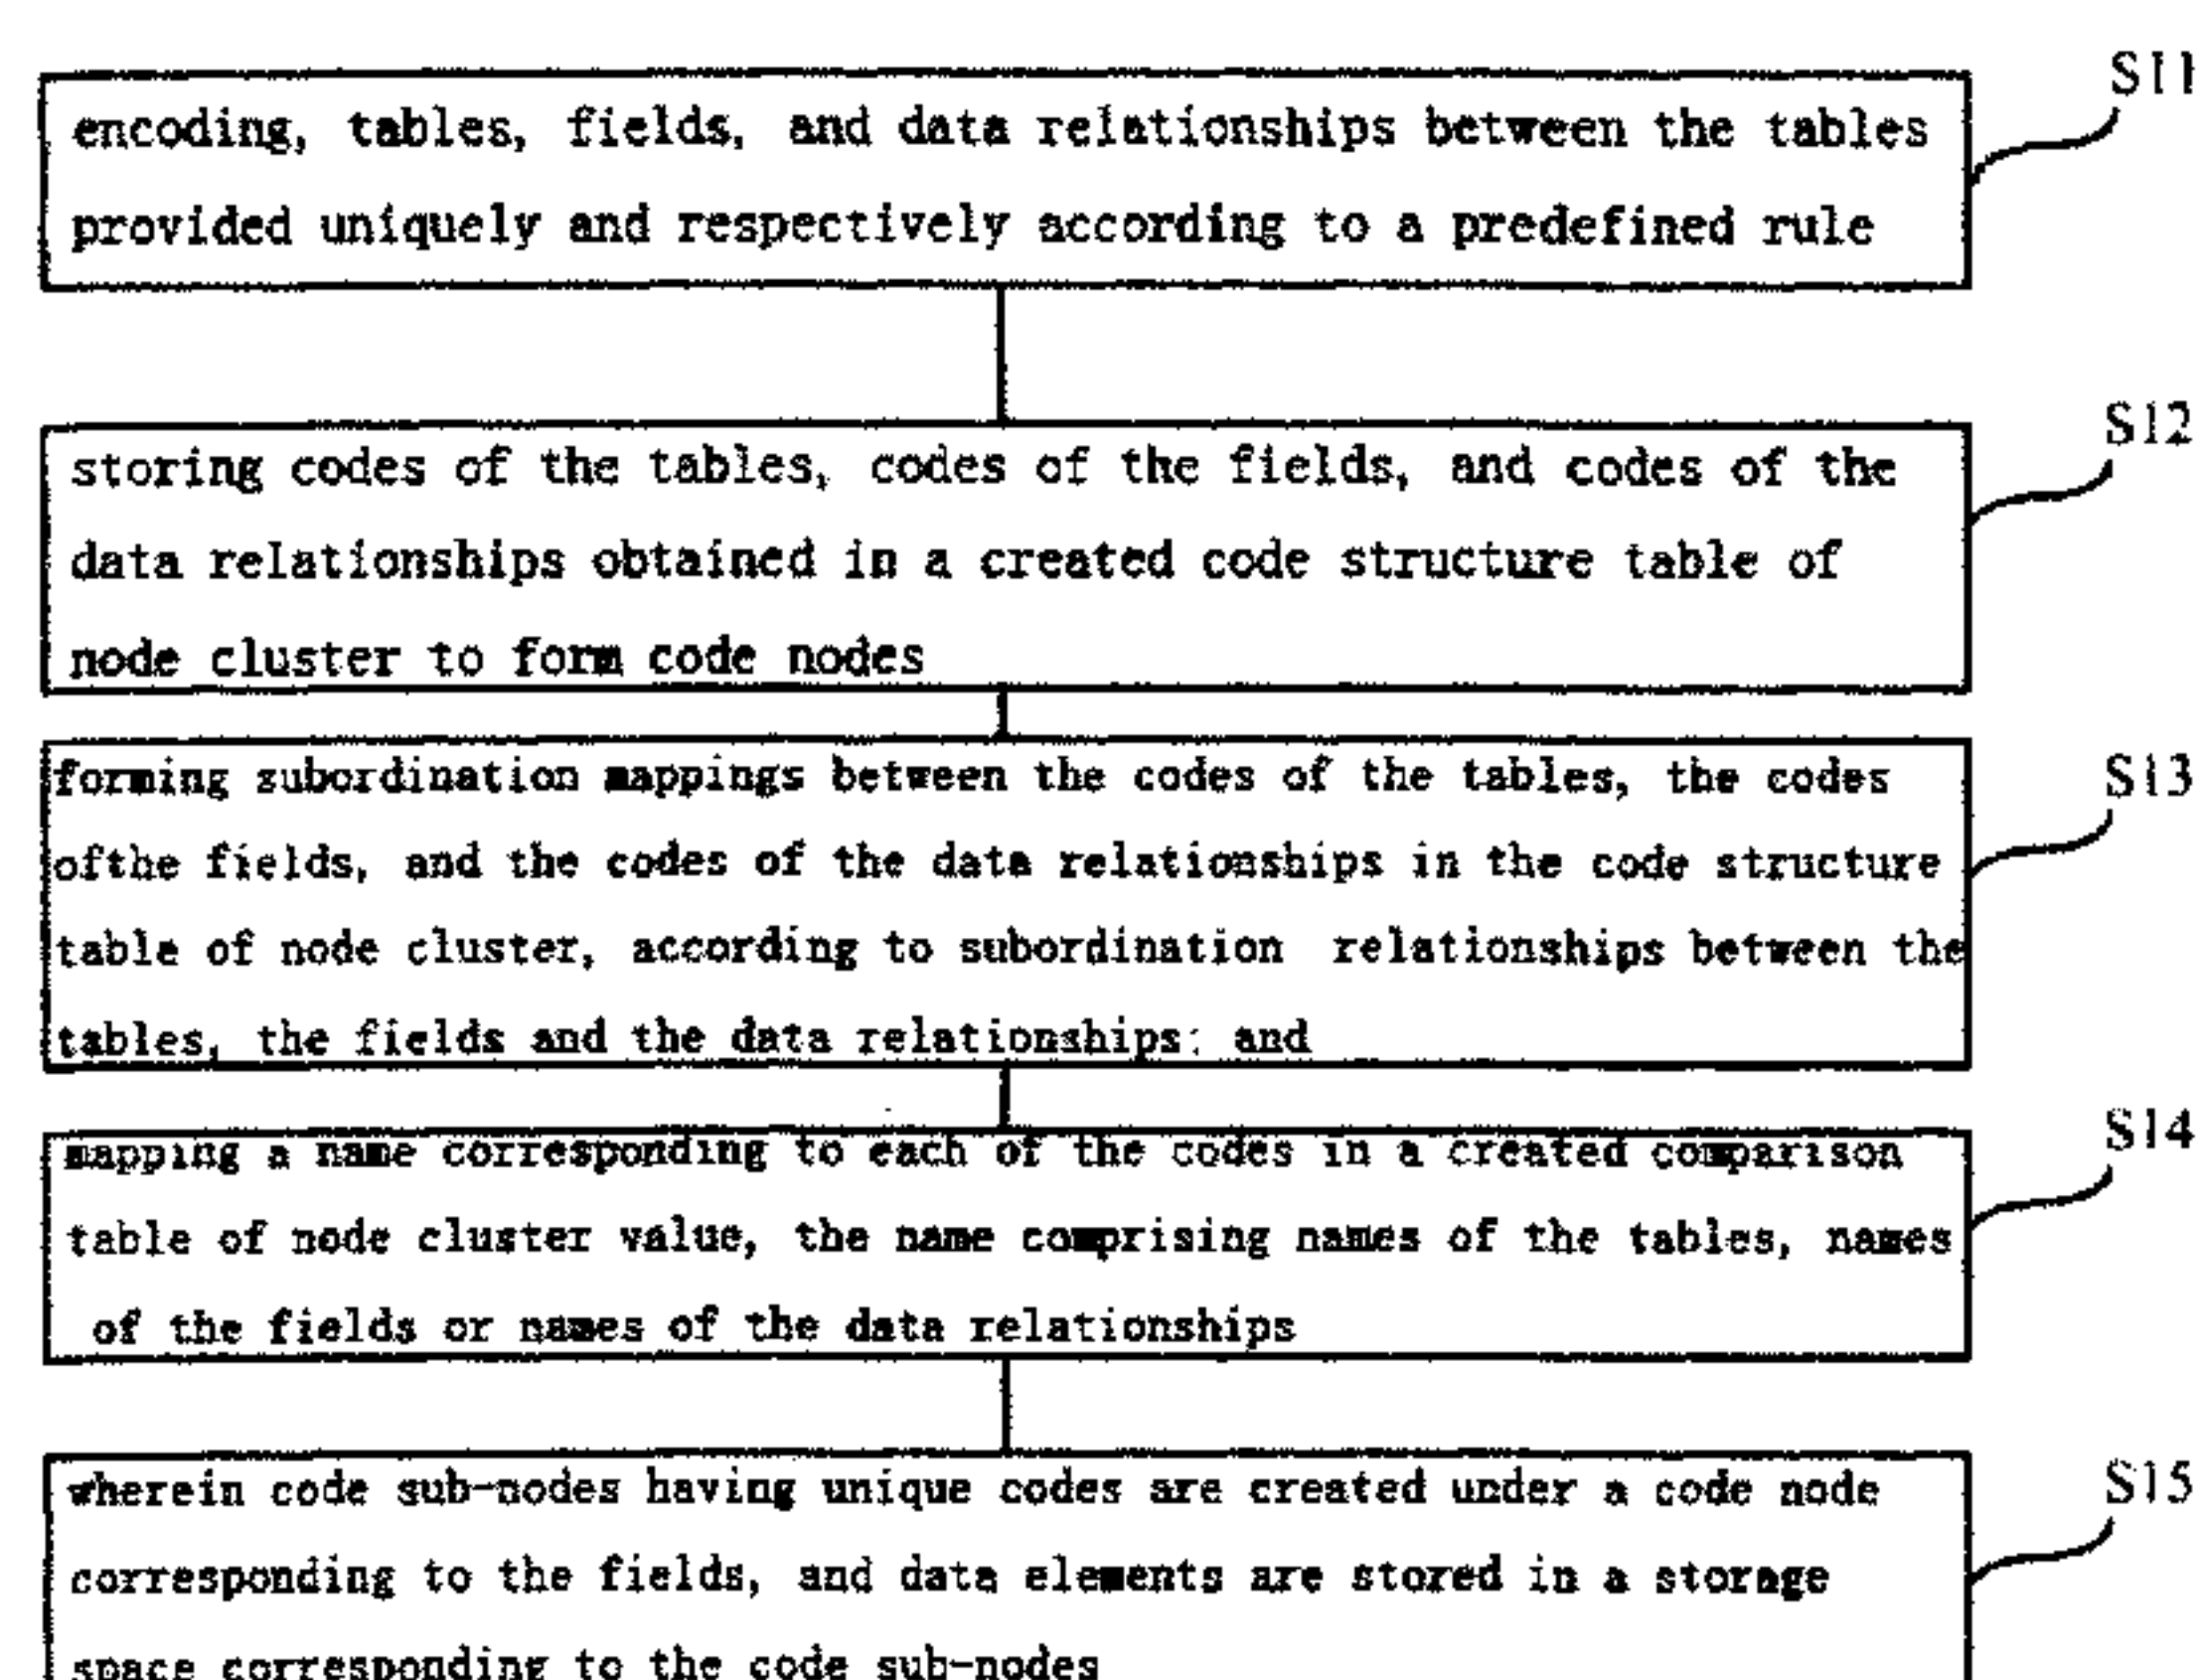 S11
encoding, tables, fields, and data relationships between the tables
provided uniquely and respectively according to a predefined rule
S12
storing codes of the tables, codes of the fields, and codes of the
data relationships obtained in a created code structure table of
node cluster to form code nodes
S13
forming subordination mappings between the codes of the tables, the codes
ofthe fields, and the codes of the data relationships in the code structure
table of node cluster, according to subordination relationships between the
tables, the fields and the data relationships; and
S14
mapping a name corresponding to each of the codes in a created comparison
table of node cluster value, the name comprising names of the tables, names
of the fields or names of the data relationships
S15
wherein code sub-nodes having unique codes are created under a code node
corresponding to the fields, and data elements are stored in a storage
space corresponding to the code sub-nodes